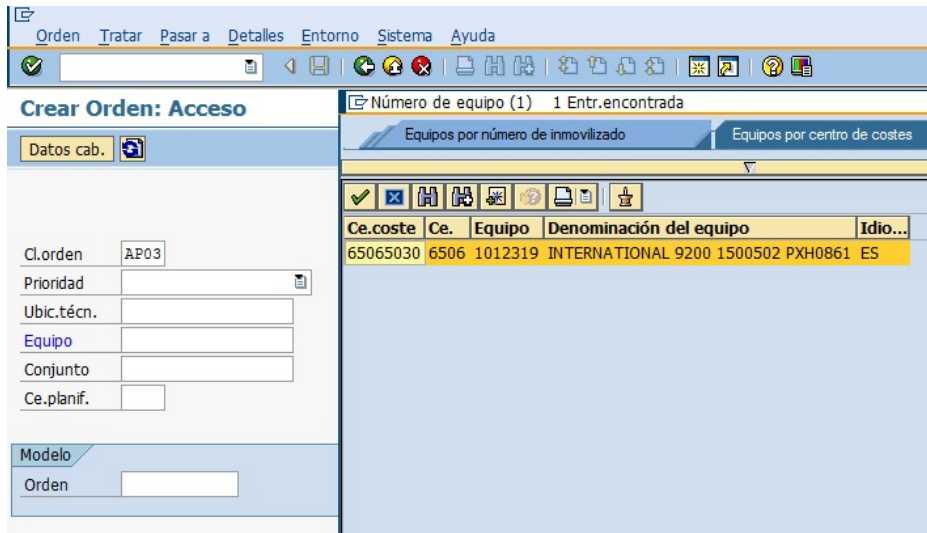 Orden Tratar Pasar a Detalles Entorno Sistema Ayuda
Crear Orden: Acceso
Datos cab.
Cl.orden AP03
Prioridad
Ubic.técn.
Equipo
Conjunto
Ce.planif.
Modelo
Orden
Número de equipo (1) 1 Entr.encontrada
Equipos por número de inmovilizado Equipos por centro de costes
Ce.coste Ce. Equipo Denominación del equipo Idio...
65065030 6506 1012319 INTERNATIONAL 9200 1500502 PXH0861 ES